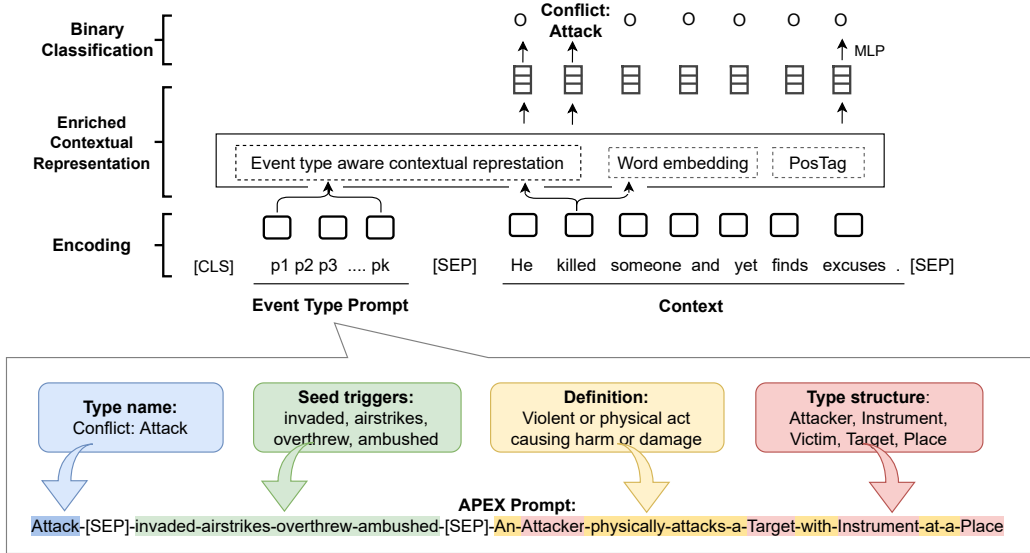 Binary
Classification
O
Conflict:
Attack
O O O O O
MLP
Enriched
Contextual
Representation
Event type aware contextual represtation
Word embedding
PosTag
Encoding
[CLS] p1 p2 p3 .... pk [SEP] He killed someone and yet finds excuses . [SEP]
Event Type Prompt
Context
Type name:
Conflict: Attack
Seed triggers:
invaded, airstrikes,
overthrew, ambushed
Definition:
Violent or physical act
causing harm or damage
Type structure:
Attacker, Instrument,
Victim, Target, Place
APEX Prompt:
Attack-[SEP]-invaded-airstrikes-overthrew-ambushed-[SEP]-An-Attacker-physically-attacks-a-Target-with-Instrument-at-a-Place